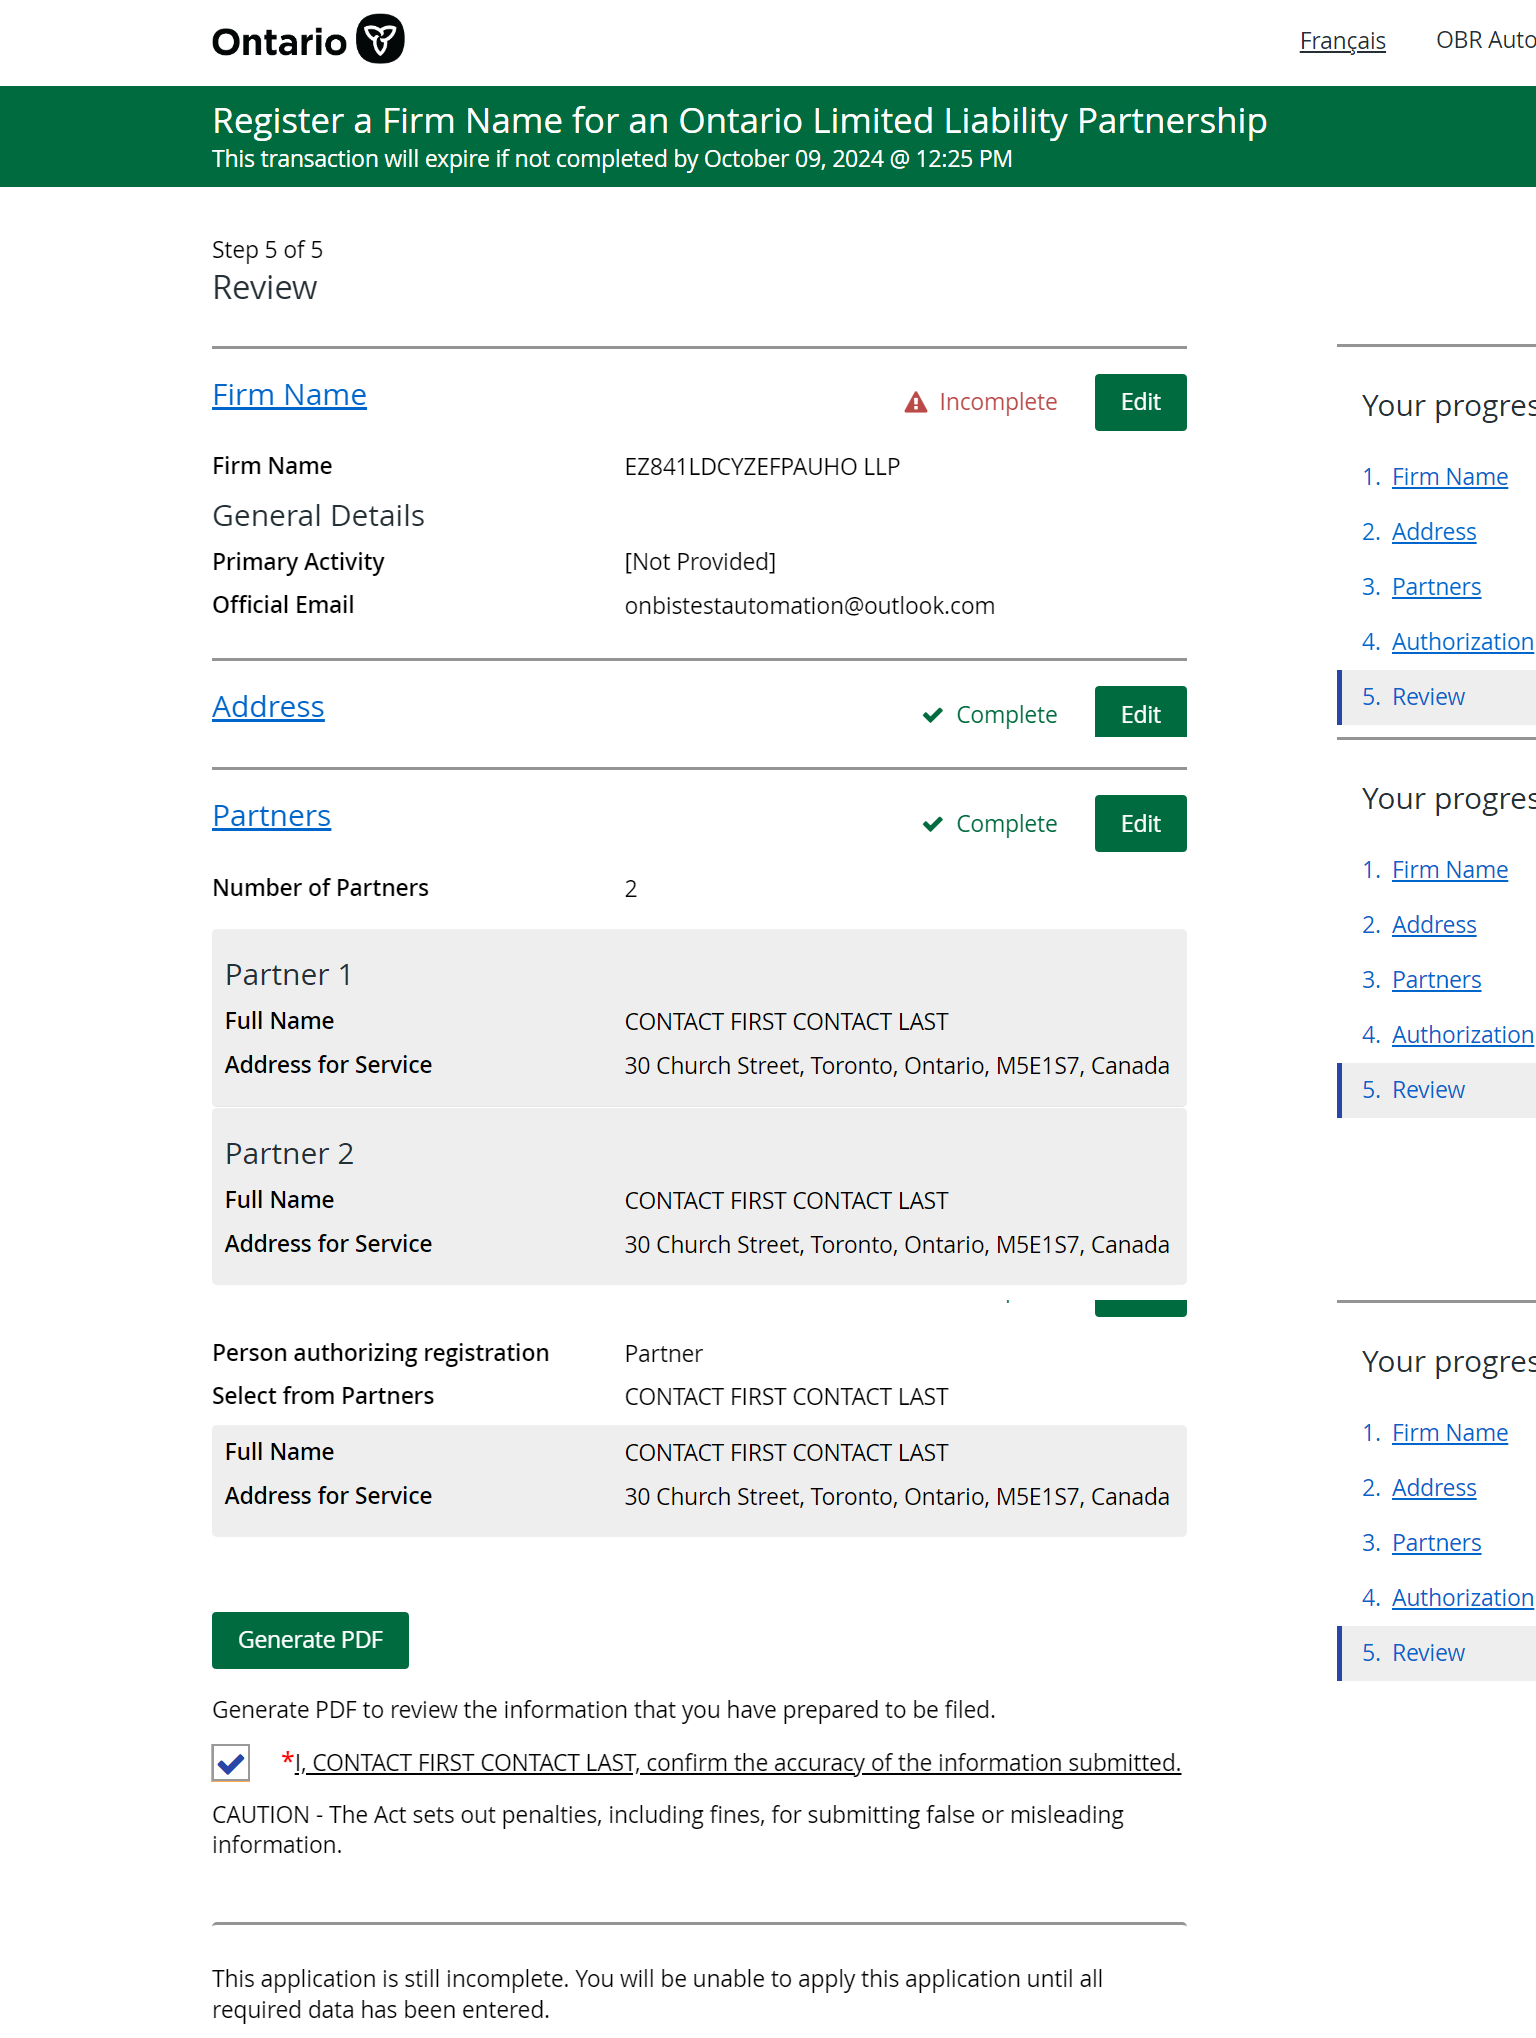 Ontario
Français
OBR Auto
Register a Firm Name for an Ontario Limited Liability Partnership
This transaction will expire if not completed by October 09, 2024 @ 12:25 PM
Step 5 of 5
Review
Firm Name
Incomplete
Edit
Firm Name EZ841LDCYZEFPAUHO LLP
General Details
Primary Activity [Not Provided]
Official Email onbistestautomation@outlook.com
Address
Complete
Edit
Partners
Complete
Edit
Number of Partners 2
Partner 1
Full Name CONTACT FIRST CONTACT LAST
Address for Service 30 Church Street, Toronto, Ontario, M5E1S7, Canada
Partner 2
Full Name CONTACT FIRST CONTACT LAST
Address for Service 30 Church Street, Toronto, Ontario, M5E1S7, Canada
Person authorizing registration Partner
Select from Partners CONTACT FIRST CONTACT LAST
Full Name CONTACT FIRST CONTACT LAST
Address for Service 30 Church Street, Toronto, Ontario, M5E1S7, Canada
Generate PDF
Generate PDF to review the information that you have prepared to be filed.
*I, CONTACT FIRST CONTACT LAST, confirm the accuracy of the information submitted.
CAUTION - The Act sets out penalties, including fines, for submitting false or misleading
information.
This application is still incomplete. You will be unable to apply this application until all
required data has been entered.
Your progres
1. Firm Name
2. Address
3. Partners
4. Authorization
5. Review
Your progres
1. Firm Name
2. Address
3. Partners
4. Authorization
5. Review
Your progres
1. Firm Name
2. Address
3. Partners
4. Authorization
5. Review